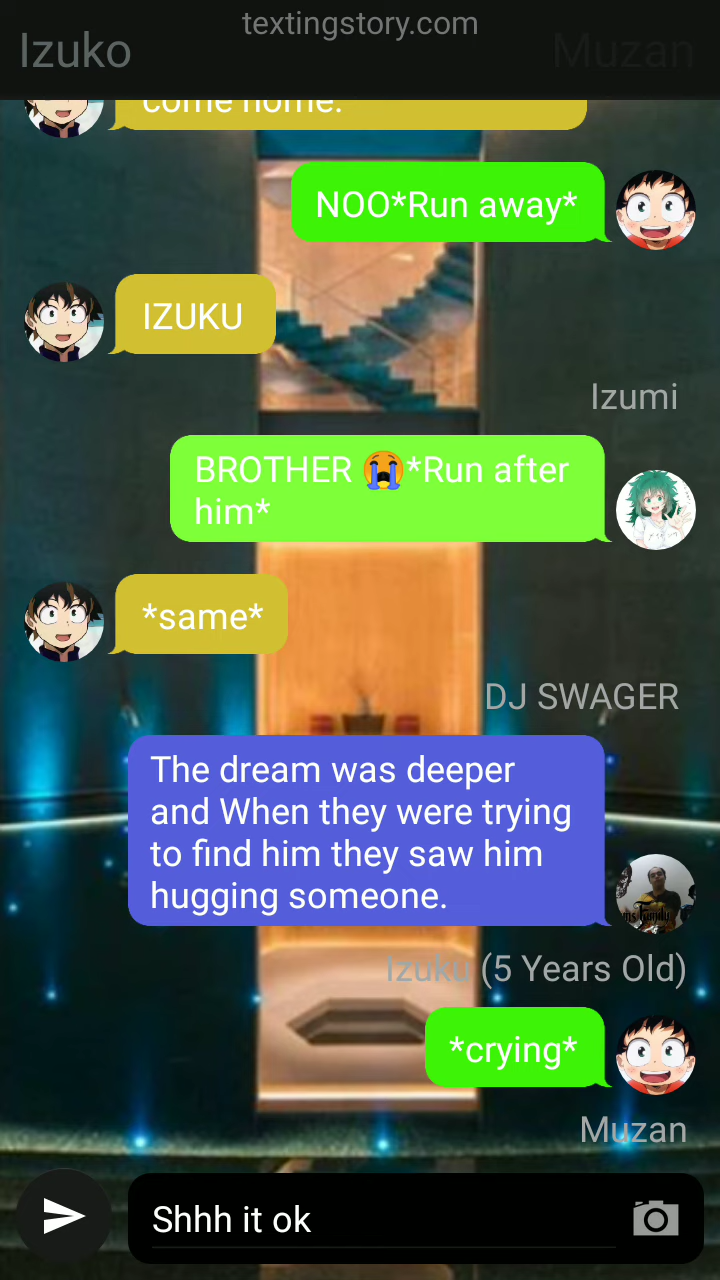 textingstory.com
Izuko
Muzan
come home.
NOO*Run away*
IZUKU
Izumi
BROTHER 😭*Run after
him*
*same*
DJ SWAGER
The dream was deeper
and When they were trying
to find him they saw him
hugging someone.
Izuku (5 Years Old)
*crying*
Muzan
Shhh it ok